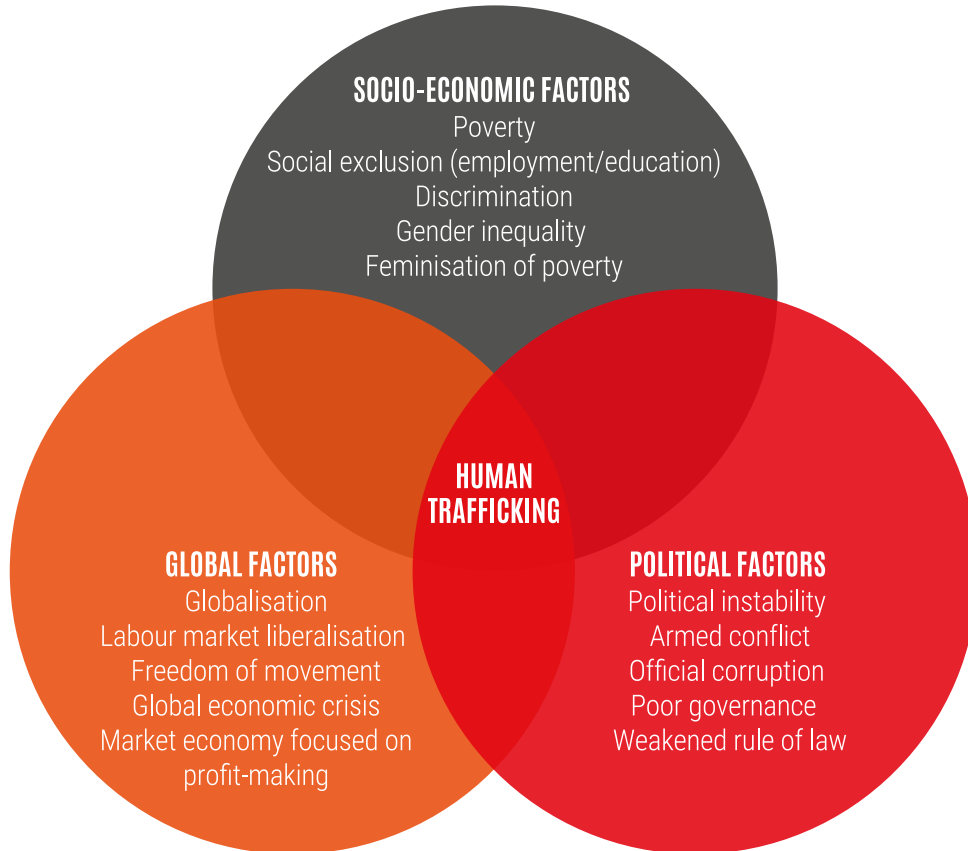 SOCIO-ECONOMIC FACTORS
Poverty
Social exclusion (employment/education)
Discrimination
Gender inequality
Feminisation of poverty
HUMAN
TRAFFICKING
GLOBAL FACTORS
Globalisation
Labour market liberalisation
Freedom of movement
Global economic crisis
Market economy focused on
profit-making
POLITICAL FACTORS
Political instability
Armed conflict
Official corruption
Poor governance
Weakened rule of law